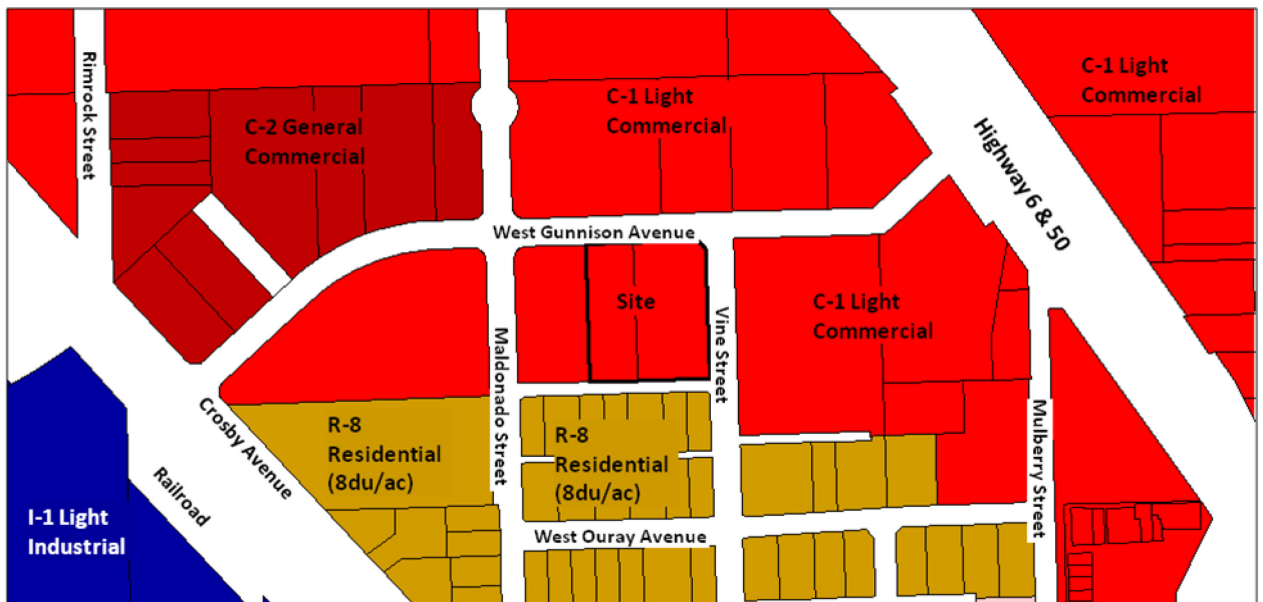 Rimrock Street
C-2 General
Commercial
C-1 Light
Commercial
C-1 Light
Commercial
Highway 6 & 50
West Gunnison Avenue
Site
C-1 Light
Commercial
Vine Street
Maldonado Street
Crosby Avenue
R-8
Residential
(8du/ac)
R-8
Residential
(8du/ac)
Mulberry Street
Railroad
I-1 Light
Industrial
West Ouray Avenue